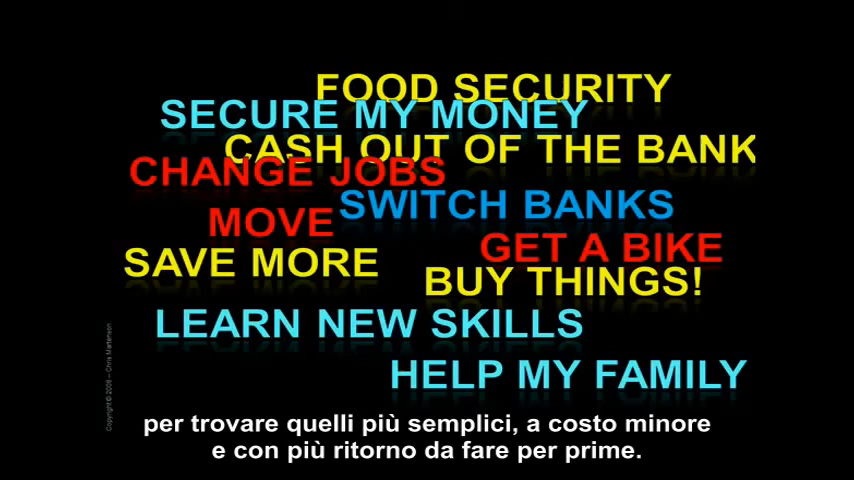 FOOD SECURITY
SECURE MY MONEY
CASH OUT OF THE BANK
CHANGE JOBS
SWITCH BANKS
MOVE
GET A BIKE
SAVE MORE
BUY THINGS!
LEARN NEW SKILLS
HELP MY FAMILY
Copyright © 2008 – Chris Martenson
per trovare quelli più semplici, a costo minore
e con più ritorno da fare per prime.